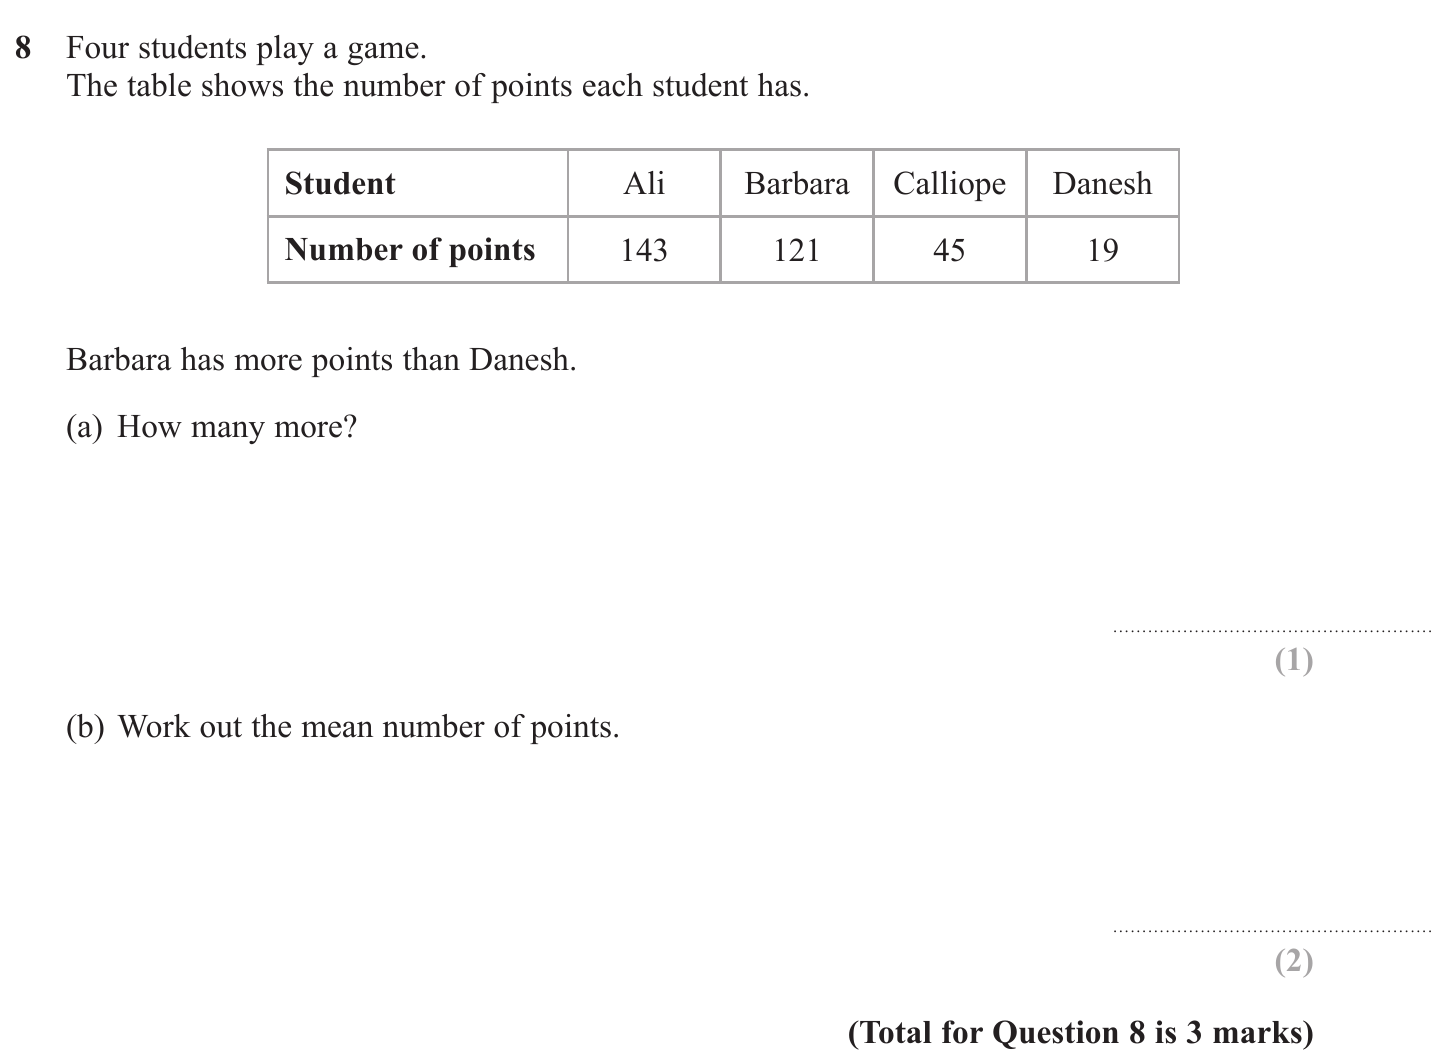 8 Four students play a game.
The table shows the number of points each student has.
Student Ali Barbara Calliope Danesh
Number of points 143 121 45 19
Barbara has more points than Danesh.
(a) How many more?
(1)
(b) Work out the mean number of points.
(2)
(Total for Question 8 is 3 marks)